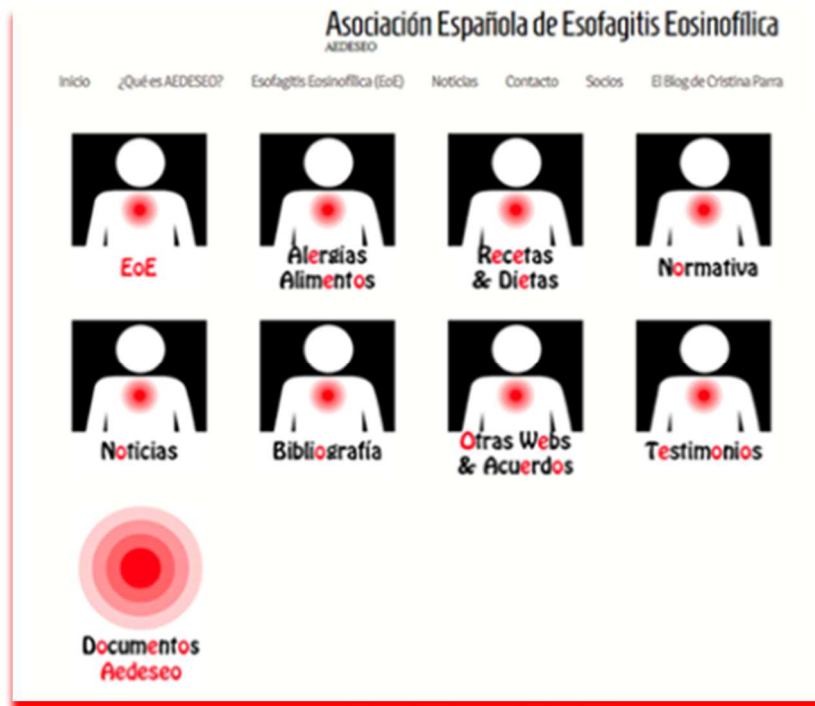 Asociación Española de Esofagitis Eosinofílica
AEDESEO
Inicio ¿Qué es AEDESEO? Esofagitis Eosinofílica (EoE) Noticias Contacto Socios El Blog de Cristina Parra
EoE
Alergias
Alimentos
Recetas
& Dietas
Normativa
Noticias
Bibliografía
Otras Webs
& Acuerdos
Testimonios
Documentos
Aedeseo